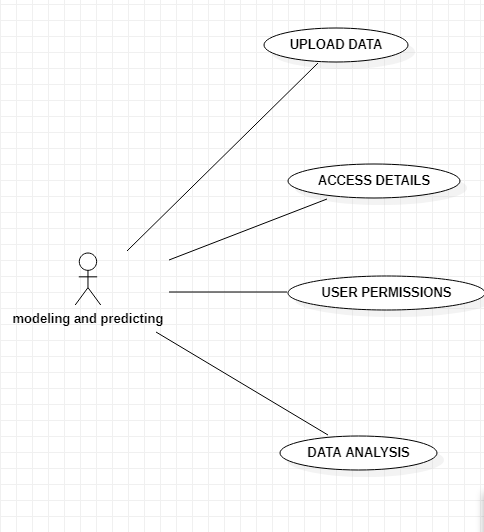 UPLOAD DATA
ACCESS DETAILS
USER PERMISSIONS
modeling and predicting
DATA ANALYSIS